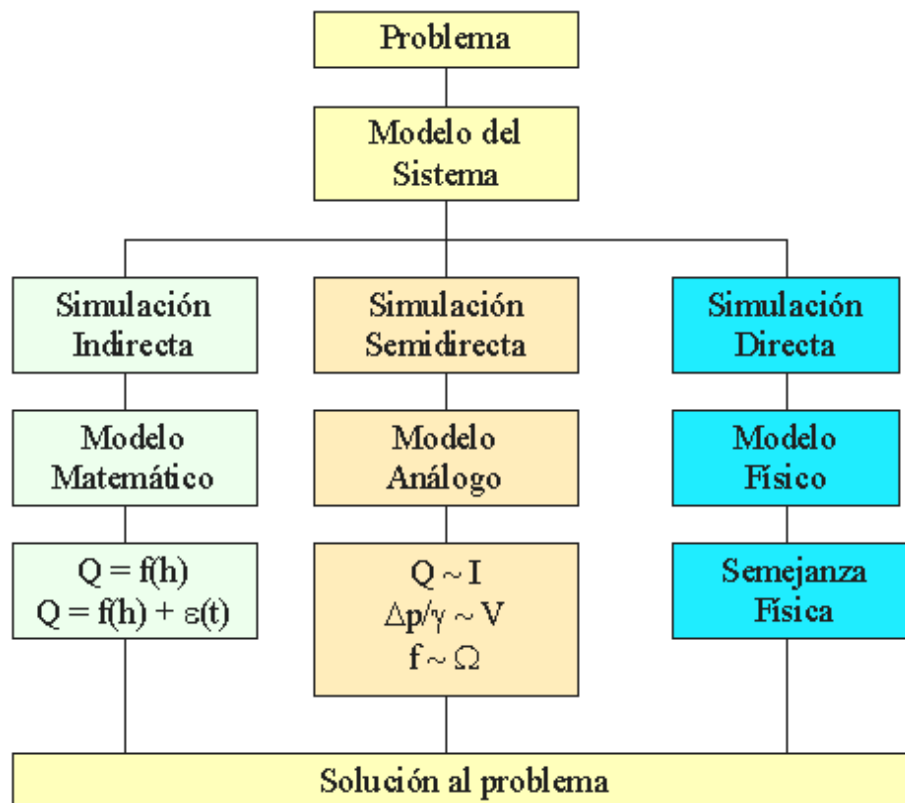 Problema
Modelo del
Sistema
Simulación
Indirecta
Simulación
Semidirecta
Simulación
Directa
Modelo
Matemático
Modelo
Análogo
Modelo
Físico
Q = f(h)
Q = f(h) + ε(t)
Q ~ I
Δp/γ ~ V
f ~ Ω
Semejanza
Física
Solución al problema